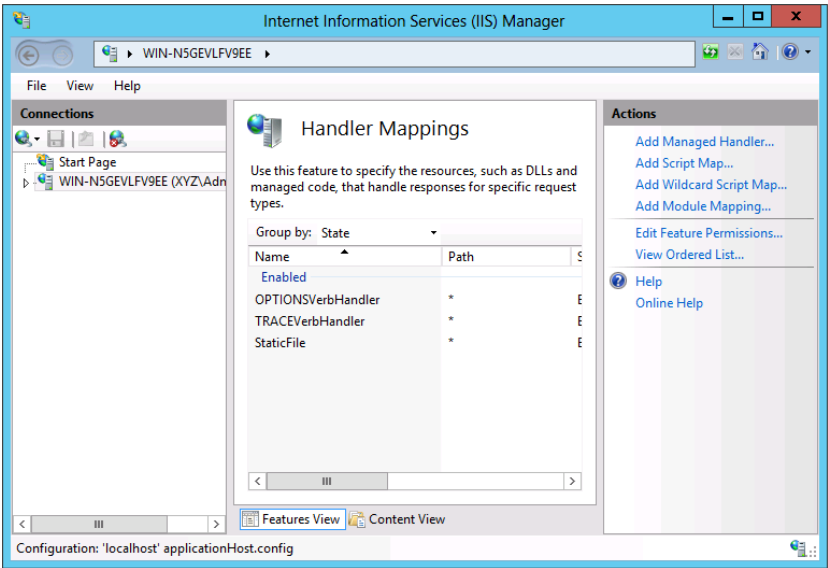 Internet Information Services (IIS) Manager
WIN-N5GEVLFV9EE
File View Help
Connections
Start Page
WIN-N5GEVLFV9EE (XYZ\Adn
Handler Mappings
Use this feature to specify the resources, such as DLLs and
managed code, that handle responses for specific request
types.
Group by: State
Name Path S
Enabled
OPTIONSVerbHandler * E
TRACEVerbHandler * E
StaticFile * E
Features View Content View
Actions
Add Managed Handler...
Add Script Map...
Add Wildcard Script Map...
Add Module Mapping...
Edit Feature Permissions...
View Ordered List...
Help
Online Help
Configuration: 'localhost' applicationHost.config